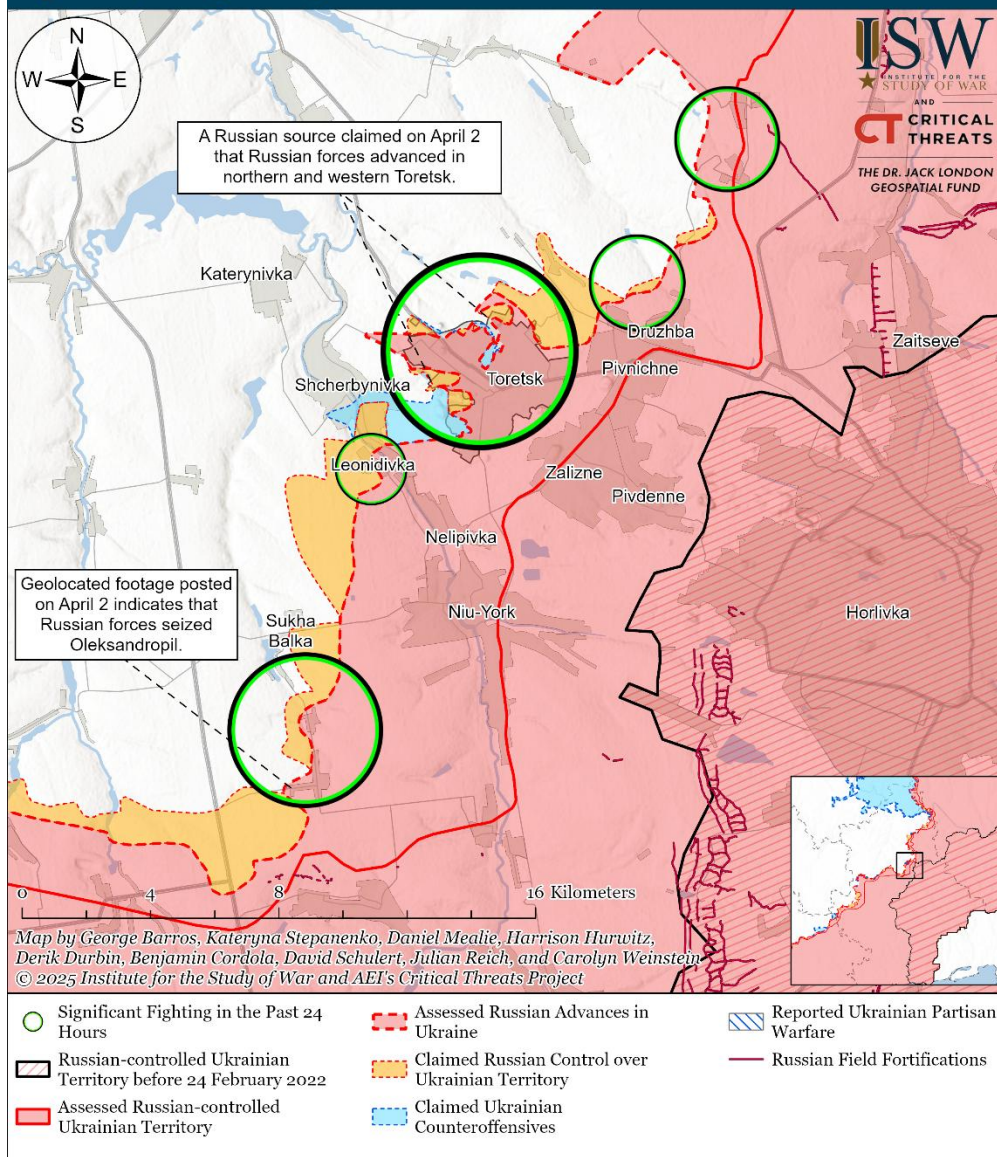 N
W
E
S
ISW
INSTITUTE FOR THE
STUDY OF WAR
AND
CT CRITICAL
THREATS
THE DR. JACK LONDON
GEOSPATIAL FUND
A Russian source claimed on April 2
that Russian forces advanced in
northern and western Toretsk.
Katerynivka
Druzhba
Zaitseve
Pivnichne
Toretsk
Shcherbynivka
Leonidivka
Zalizne
Pivdenne
Nelipivka
Niu-York
Horlivka
Geolocated footage posted
on April 2 indicates that
Russian forces seized
Oleksandropil.
Sukha
Balka
0
4
8
16 Kilometers
Map by George Barros, Kateryna Stepanenko, Daniel Mealie, Harrison Hurwitz,
Derik Durbin, Benjamin Cordola, David Schulert, Julian Reich, and Carolyn Weinstein
© 2025 Institute for the Study of War and AEI's Critical Threats Project
Significant Fighting in the Past 24
Hours
Russian-controlled Ukrainian
Territory before 24 February 2022
Assessed Russian-controlled
Ukrainian Territory
Assessed Russian Advances in
Ukraine
Claimed Russian Control over
Ukrainian Territory
Claimed Ukrainian
Counteroffensives
Reported Ukrainian Partisan
Warfare
Russian Field Fortifications